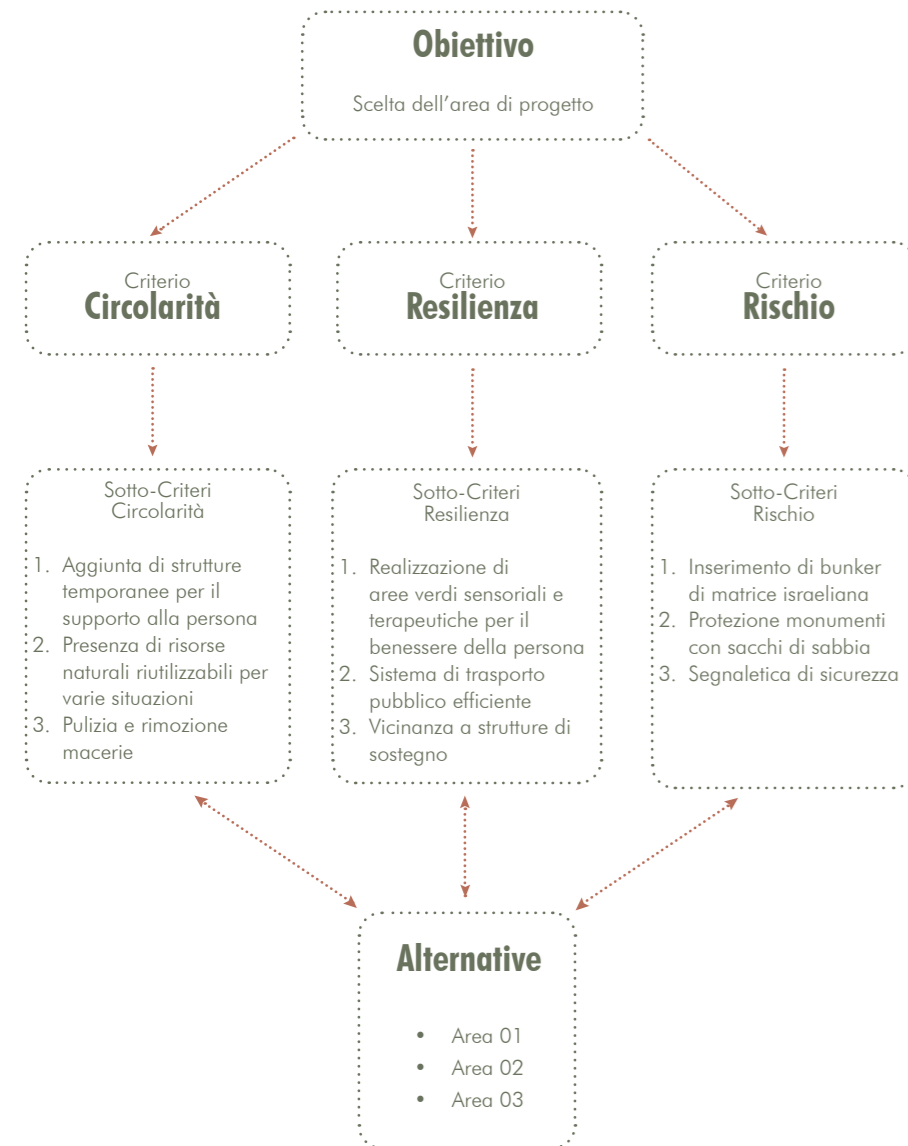 Obiettivo
Scelta dell'area di progetto
Criterio
Circolarità
Criterio
Resilienza
Criterio
Rischio
Sotto-Criteri
Circolarità
1. Aggiunta di strutture
temporanee per il
supporto alla persona
2. Presenza di risorse
naturali riutilizzabili per
varie situazioni
3. Pulizia e rimozione
macerie
Sotto-Criteri
Resilienza
1. Realizzazione di
aree verdi sensoriali e
terapeutiche per il
benessere della persona
2. Sistema di trasporto
pubblico efficiente
3. Vicinanza a strutture di
sostegno
Sotto-Criteri
Rischio
1. Inserimento di bunker
di matrice israeliana
2. Protezione monumenti
con sacchi di sabbia
3. Segnaletica di sicurezza
Alternative
• Area 01
• Area 02
• Area 03